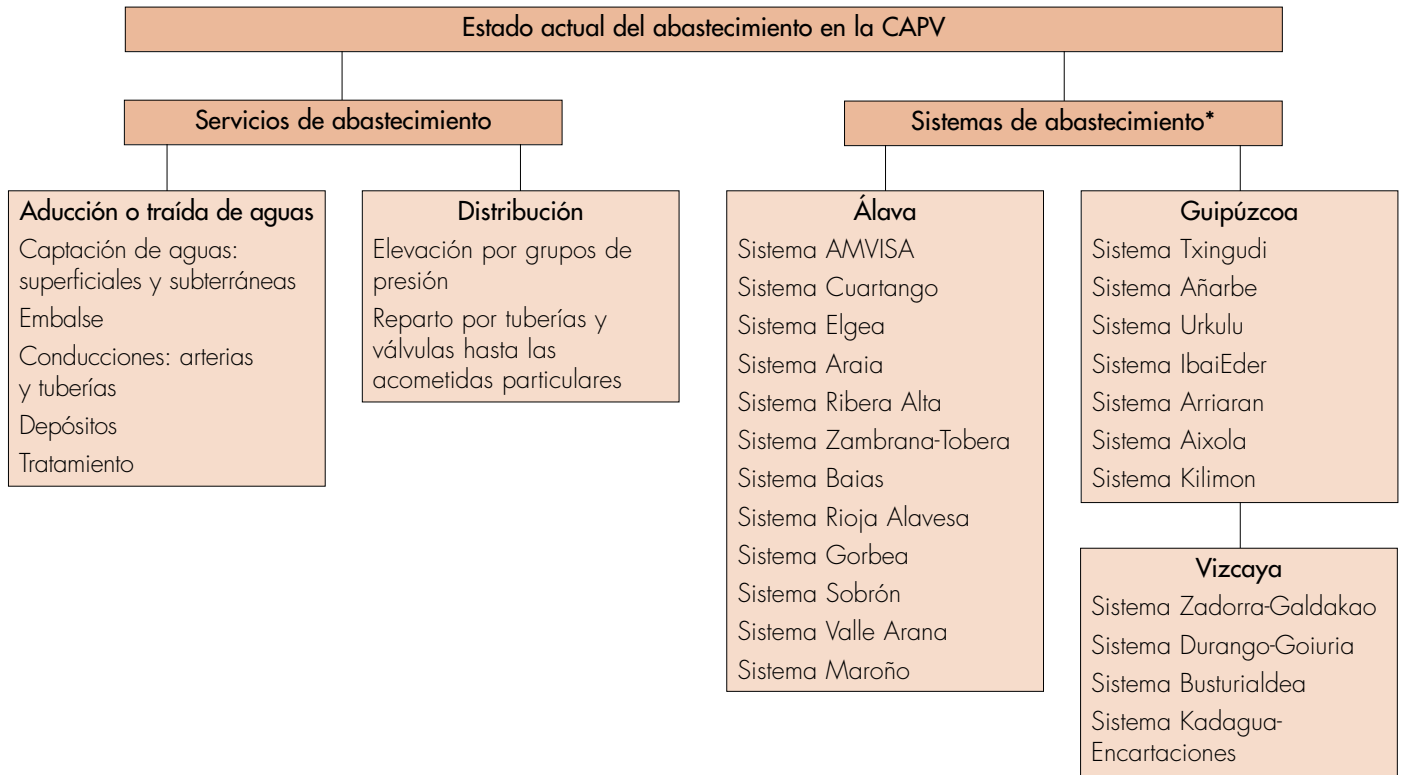 Estado actual del abastecimiento en la CAPV
Servicios de abastecimiento
Sistemas de abastecimiento*
Aducción o traída de aguas
Captación de aguas:
superficiales y subterráneas
Embalse
Conducciones: arterias
y tuberías
Depósitos
Tratamiento
Distribución
Elevación por grupos de
presión
Reparto por tuberías y
válvulas hasta las
acometidas particulares
Álava
Sistema AMVISA
Sistema Cuartango
Sistema Elgea
Sistema Araia
Sistema Ribera Alta
Sistema Zambrana-Tobera
Sistema Baias
Sistema Rioja Alavesa
Sistema Gorbea
Sistema Sobrón
Sistema Valle Arana
Sistema Maroño
Guipúzcoa
Sistema Txingudi
Sistema Añarbe
Sistema Urkulu
Sistema IbaiEder
Sistema Arriaran
Sistema Aixola
Sistema Kilimon
Vizcaya
Sistema Zadorra-Galdakao
Sistema Durango-Goiuria
Sistema Busturialdea
Sistema Kadagua-
Encartaciones